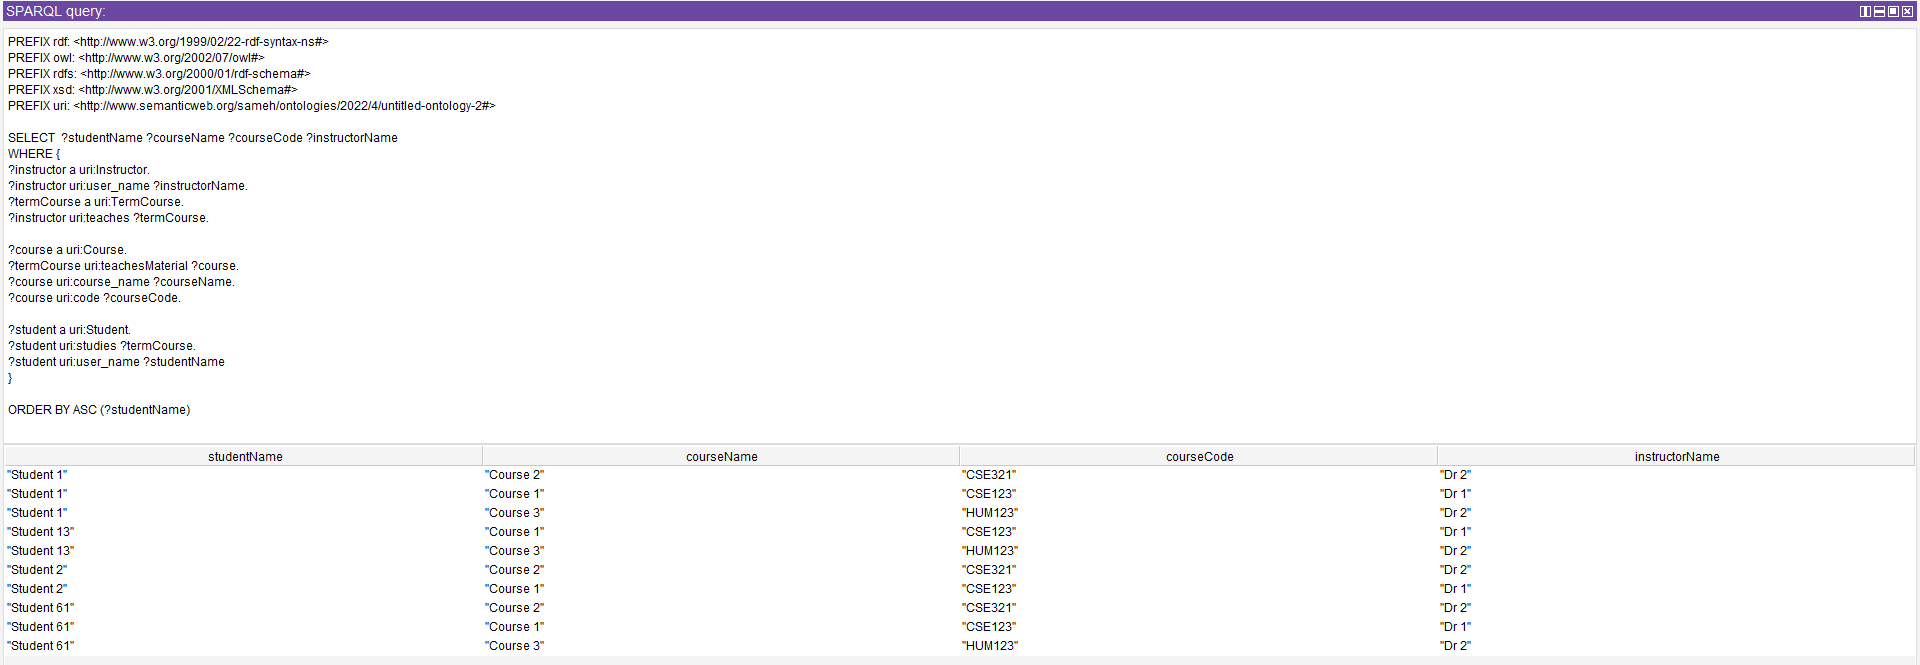 SPARQL query:
PREFIX rdf: <http://www.w3.org/1999/02/22-rdf-syntax-ns#>
PREFIX owl: <http://www.w3.org/2002/07/owl#>
PREFIX rdfs: <http://www.w3.org/2000/01/rdf-schema#>
PREFIX xsd: <http://www.w3.org/2001/XMLSchema#>
PREFIX uri: <http://www.semanticweb.org/sameh/ontologies/2022/4/untitled-ontology-2#>
SELECT  ?studentName ?courseName ?courseCode ?instructorName
WHERE {
?instructor a uri:Instructor.
?instructor uri:user_name ?instructorName.
?termCourse a uri:TermCourse.
?instructor uri:teaches ?termCourse.
?course a uri:Course.
?termCourse uri:teachesMaterial ?course.
?course uri:course_name ?courseName.
?course uri:code ?courseCode.
?student a uri:Student.
?student uri:studies ?termCourse.
?student uri:user_name ?studentName
}
ORDER BY ASC (?studentName)
studentName courseName courseCode instructorName
"Student 1" "Course 2" "CSE321" "Dr 2"
"Student 1" "Course 1" "CSE123" "Dr 1"
"Student 1" "Course 3" "HUM123" "Dr 2"
"Student 13" "Course 1" "CSE123" "Dr 1"
"Student 13" "Course 3" "HUM123" "Dr 2"
"Student 2" "Course 2" "CSE321" "Dr 2"
"Student 2" "Course 1" "CSE123" "Dr 1"
"Student 61" "Course 2" "CSE321" "Dr 2"
"Student 61" "Course 1" "CSE123" "Dr 1"
"Student 61" "Course 3" "HUM123" "Dr 2"